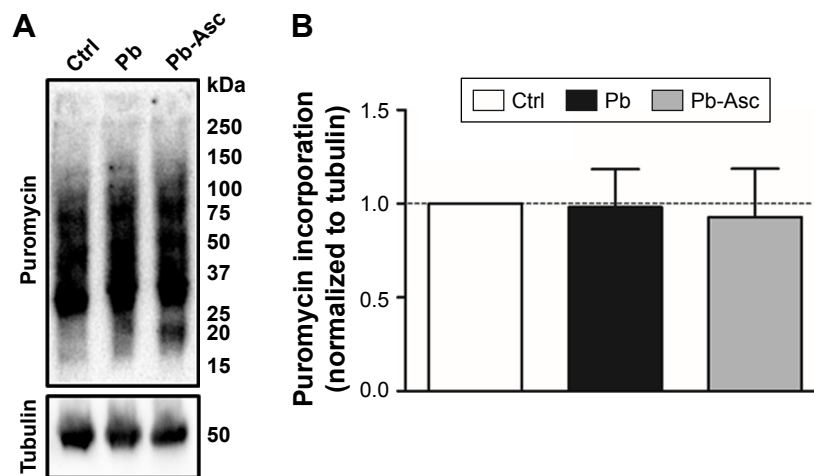 A
Ctrl
Pb
Pb-Asc
kDa
250
150
100
75
50
37
25
20
15
Puromycin
Tubulin
50
B
Ctrl
Pb
Pb-Asc
Puromycin incorporation
(normalized to tubulin)
1.5
1.0
0.5
0.0